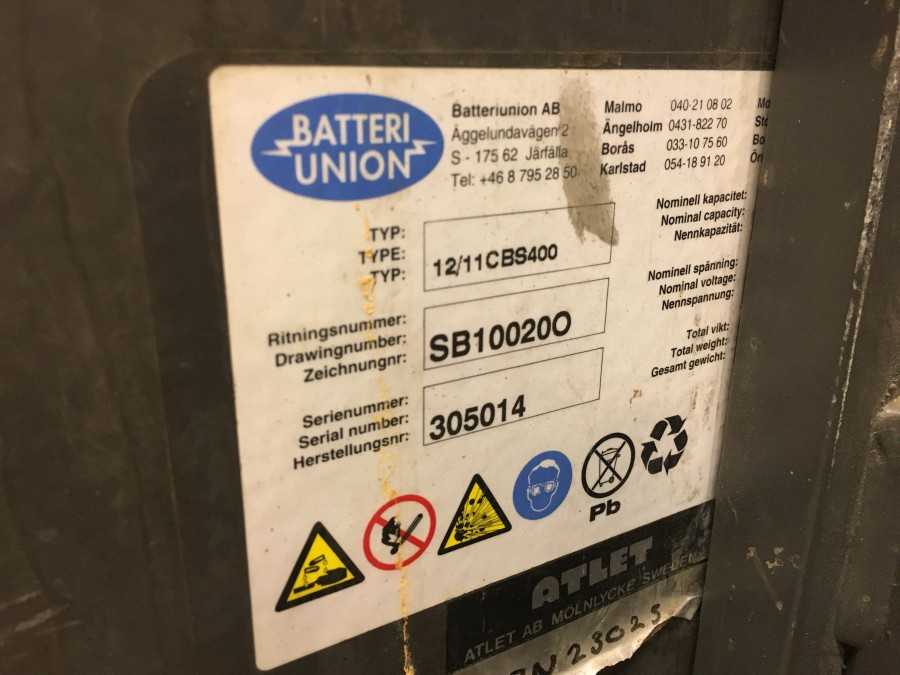 BATTERI
UNION
Batteriunion AB
Äggelundavägen 2
S - 175 62 Järfälla
Tel: +46 8 795 28 50
Malmo 040-21 08 02
Ängelholm 0431-822 70
Borås 033-10 75 60
Karlstad 054-18 91 20
TYP:
TYPE: 12/11CBS400
TYP:
Ritningsnummer:
Drawingnumber: SB10020O
Zeichnungnr:
Serienummer:
Serial number: 305014
Herstellungsnr:
Nominell kapacitet:
Nominal capacity:
Nennkapazität:
Nominell spänning:
Nominal voltage:
Nennspannung:
Total vikt:
Total weight:
Gesamt gewicht:
Pb
ATLET
ATLET AB MÖLNLYCKE SWEDEN
23025